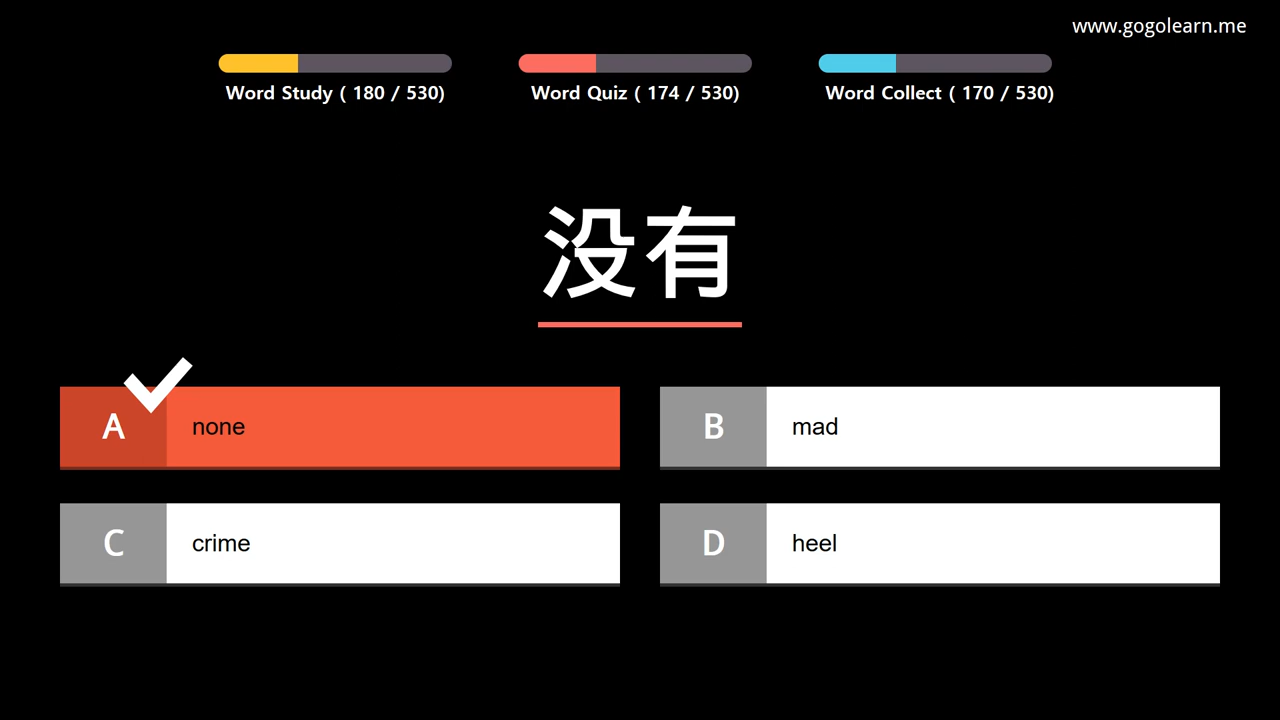 www.gogolearn.me
Word Study ( 180 / 530)
Word Quiz ( 174 / 530)
Word Collect ( 170 / 530)
没有
A none
B mad
C crime
D heel